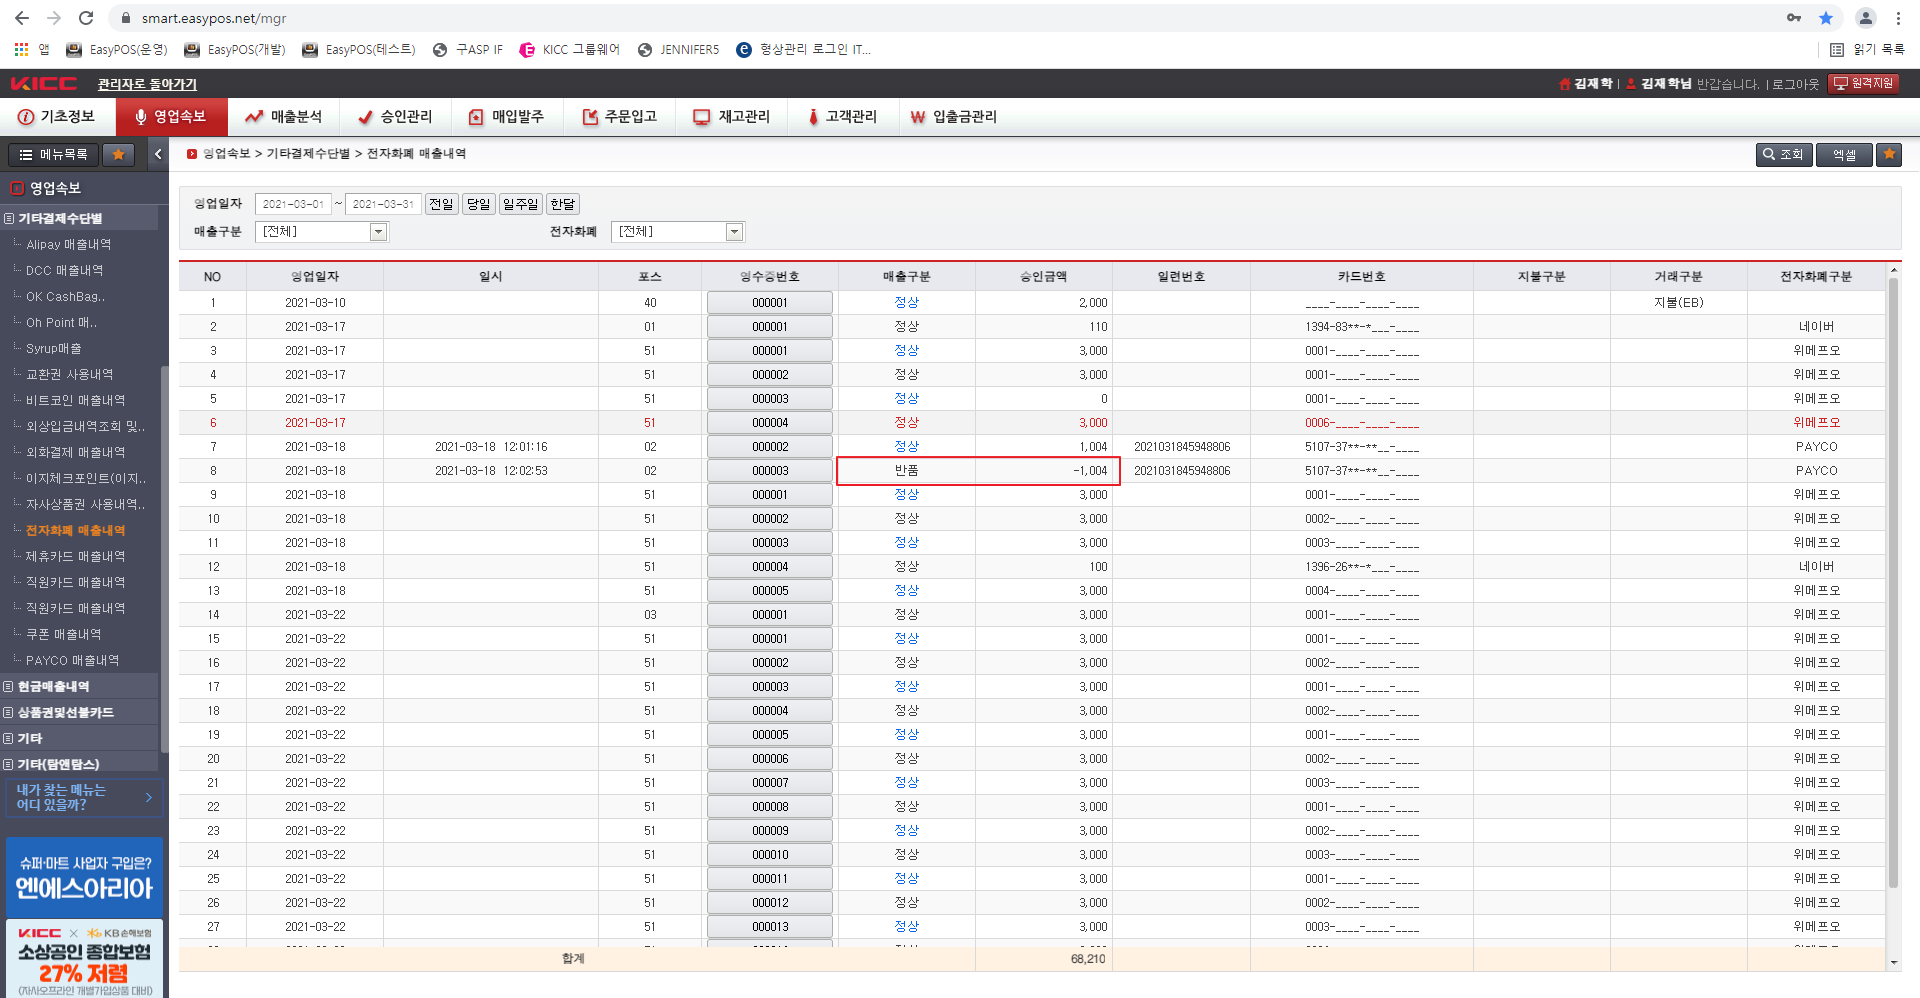 smart.easypos.net/mgr
앱 EasyPOS(운영) EasyPOS(개발) EasyPOS(테스트) 구ASP IF KICC 그룹웨어 JENNIFER5 형상관리 로그인 IT... 읽기 목록
KICC 관리자로 돌아가기 김재학 | 김재학님 반갑습니다. | 로그아웃 원격지원
기초정보 영업속보 매출분석 승인관리 매입발주 주문입고 재고관리 고객관리 입출금관리
메뉴목록
영업속보 > 기타결제수단별 > 전자화폐 매출내역 조회 엑셀
영업속보
기타결제수단별
Alipay 매출내역
DCC 매출내역
OK CashBag..
Oh Point 매..
Syrup매출
교환권 사용내역
비트코인 매출내역
외상입금내역조회 및..
외화결제 매출내역
이지체크포인트(이지..
자사상품권 사용내역..
전자화폐 매출내역
제휴카드 매출내역
직원카드 매출내역
직원카드 매출내역
쿠폰 매출내역
PAYCO 매출내역
현금매출내역
상품권및선불카드
기타
기타(탐앤탐스)
내가 찾는 메뉴는
어디 있을까?
슈퍼·마트 사업자 구입은?
엔에스아리아
KICC × KB손해보험
소상공인 종합보험
27% 저렴
(자사오프라인 개별가입상품 대비)
영업일자 2021-03-01 ~ 2021-03-31 전일 당일 일주일 한달
매출구분 [전체] 전자화폐 [전체]
NO 영업일자 일시 포스 영수증번호 매출구분 승인금액 일련번호 카드번호 지불구분 거래구분 전자화폐구분
1 2021-03-10 40 000001 정상 2,000 ____-____-____-____ 지불(EB)
2 2021-03-17 01 000001 정상 110 1394-83**-*___-____ 네이버
3 2021-03-17 51 000001 정상 3,000 0001-____-____-____ 위메프오
4 2021-03-17 51 000002 정상 3,000 0001-____-____-____ 위메프오
5 2021-03-17 51 000003 정상 0 0001-____-____-____ 위메프오
6 2021-03-17 51 000004 정상 3,000 0006-____-____-____ 위메프오
7 2021-03-18 2021-03-18 12:01:16 02 000002 정상 1,004 2021031845948806 5107-37**-**__-____ PAYCO
8 2021-03-18 2021-03-18 12:02:53 02 000003 반품 -1,004 2021031845948806 5107-37**-**__-____ PAYCO
9 2021-03-18 51 000001 정상 3,000 0001-____-____-____ 위메프오
10 2021-03-18 51 000002 정상 3,000 0002-____-____-____ 위메프오
11 2021-03-18 51 000003 정상 3,000 0003-____-____-____ 위메프오
12 2021-03-18 51 000004 정상 100 1396-26**-*___-____ 네이버
13 2021-03-18 51 000005 정상 3,000 0004-____-____-____ 위메프오
14 2021-03-22 03 000001 정상 3,000 0001-____-____-____ 위메프오
15 2021-03-22 51 000001 정상 3,000 0001-____-____-____ 위메프오
16 2021-03-22 51 000002 정상 3,000 0002-____-____-____ 위메프오
17 2021-03-22 51 000003 정상 3,000 0001-____-____-____ 위메프오
18 2021-03-22 51 000004 정상 3,000 0002-____-____-____ 위메프오
19 2021-03-22 51 000005 정상 3,000 0001-____-____-____ 위메프오
20 2021-03-22 51 000006 정상 3,000 0002-____-____-____ 위메프오
21 2021-03-22 51 000007 정상 3,000 0003-____-____-____ 위메프오
22 2021-03-22 51 000008 정상 3,000 0001-____-____-____ 위메프오
23 2021-03-22 51 000009 정상 3,000 0002-____-____-____ 위메프오
24 2021-03-22 51 000010 정상 3,000 0003-____-____-____ 위메프오
25 2021-03-22 51 000011 정상 3,000 0001-____-____-____ 위메프오
26 2021-03-22 51 000012 정상 3,000 0002-____-____-____ 위메프오
27 2021-03-22 51 000013 정상 3,000 0003-____-____-____ 위메프오
합계 68,210